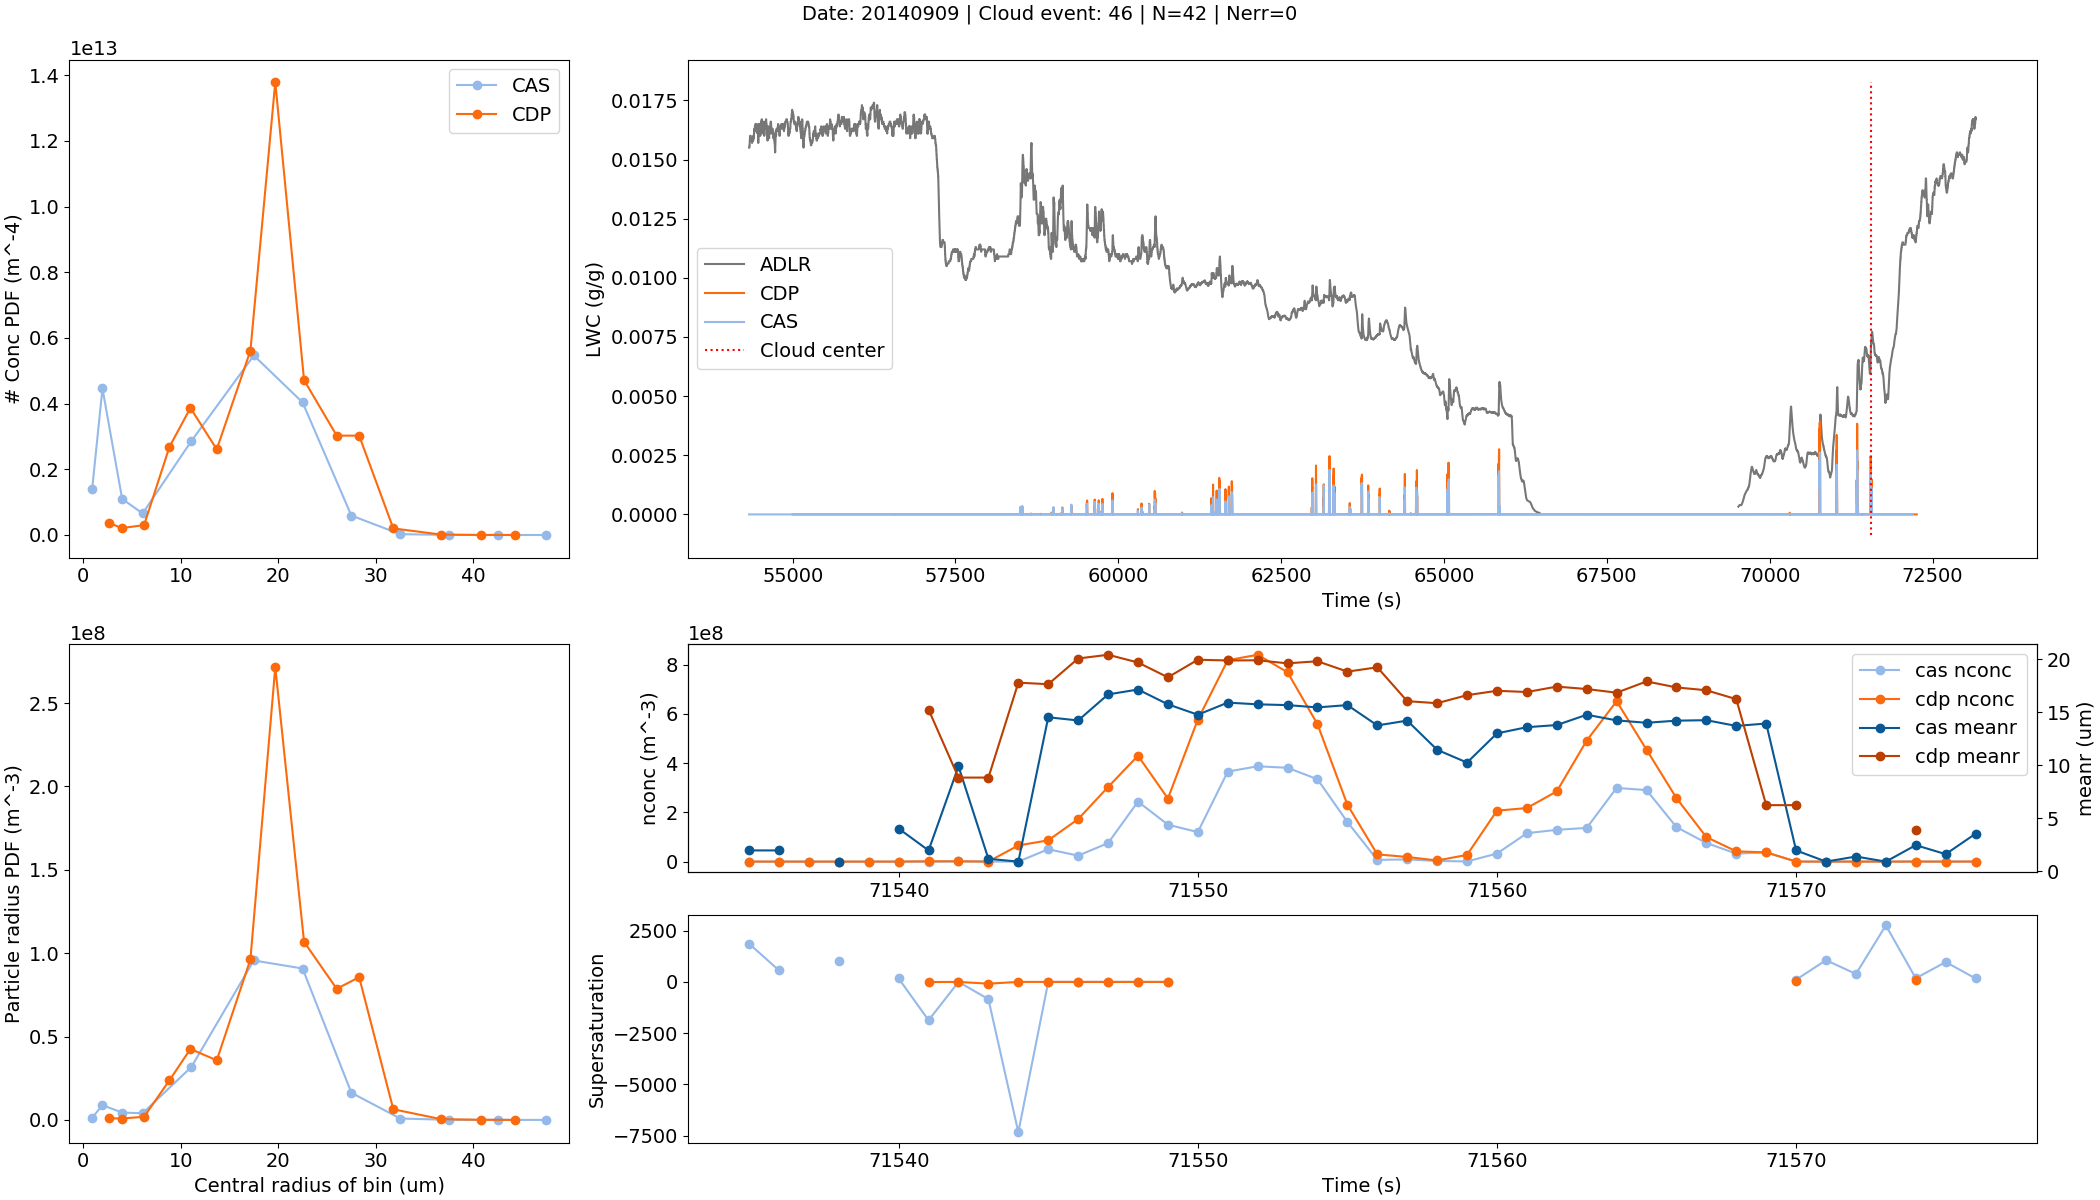 Date: 20140909 | Cloud event: 46 | N=42 | Nerr=0
1e13
# Conc PDF (m^-4)
1.4
1.2
1.0
0.8
0.6
0.4
0.2
0.0
0 10 20 30 40
CAS
CDP
LWC (g/g)
0.0175
0.0150
0.0125
0.0100
0.0075
0.0050
0.0025
0.0000
ADLR
CDP
CAS
Cloud center
55000 57500 60000 62500 65000 67500 70000 72500
Time (s)
1e8
Particle radius PDF (m^-3)
2.5
2.0
1.5
1.0
0.5
0.0
0 10 20 30 40
Central radius of bin (um)
1e8
nconc (m^-3)
8
6
4
2
0
71540 71550 71560 71570
cas nconc
cdp nconc
cas meanr
cdp meanr
20
15
10
5
0
meanr (um)
Supersaturation
2500
0
−2500
−5000
−7500
71540 71550 71560 71570
Time (s)